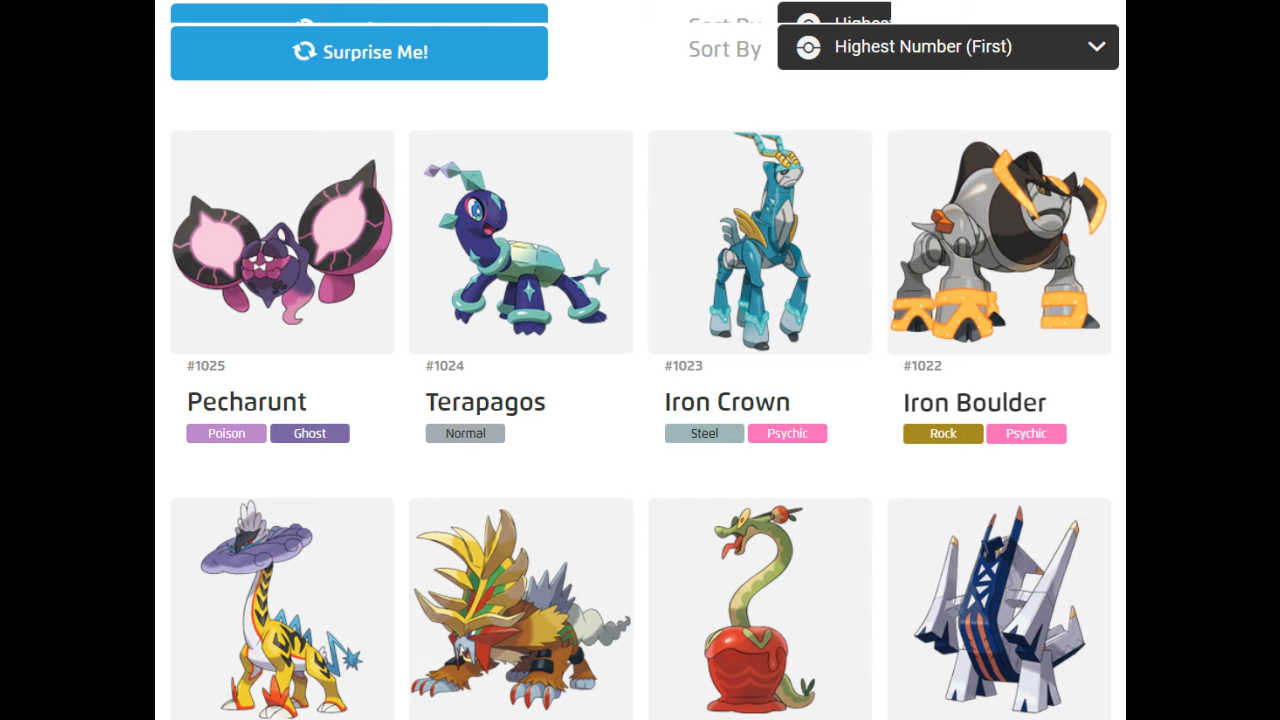 Surprise Me!
Sort By
Highest Number (First)
#1025
#1024
#1023
#1022
Pecharunt
Terapagos
Iron Crown
Iron Boulder
Poison Ghost
Normal
Steel Psychic
Rock Psychic